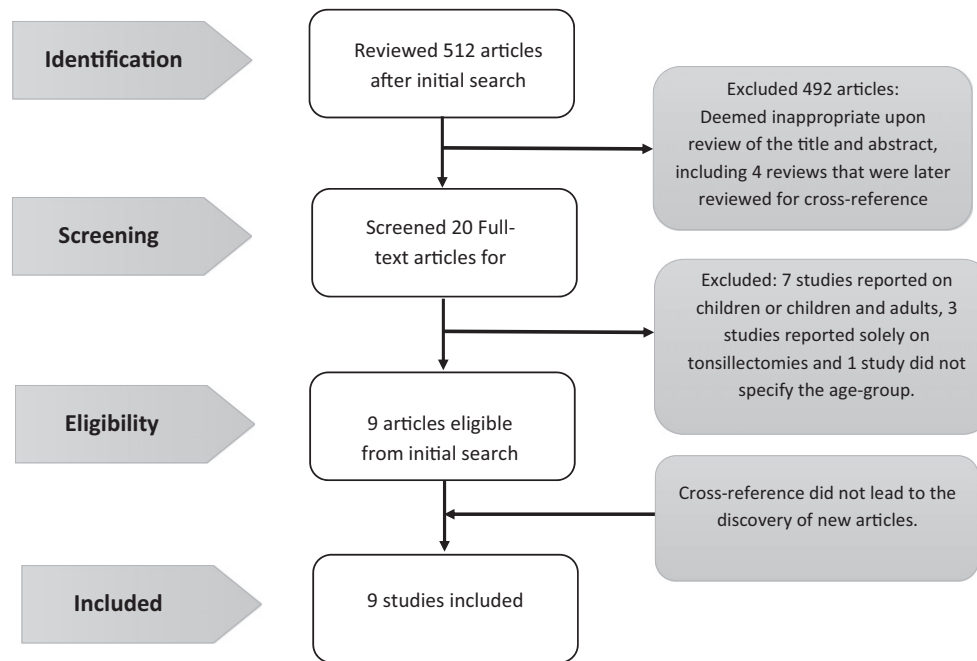 Identification
Reviewed 512 articles
after initial search
Excluded 492 articles:
Deemed inappropriate upon
review of the title and abstract,
including 4 reviews that were later
reviewed for cross-reference
Screening
Screened 20 Full-
text articles for
Excluded: 7 studies reported on
children or children and adults, 3
studies reported solely on
tonsillectomies and 1 study did not
specify the age-group.
Eligibility
9 articles eligible
from initial search
Cross-reference did not lead to the
discovery of new articles.
Included
9 studies included